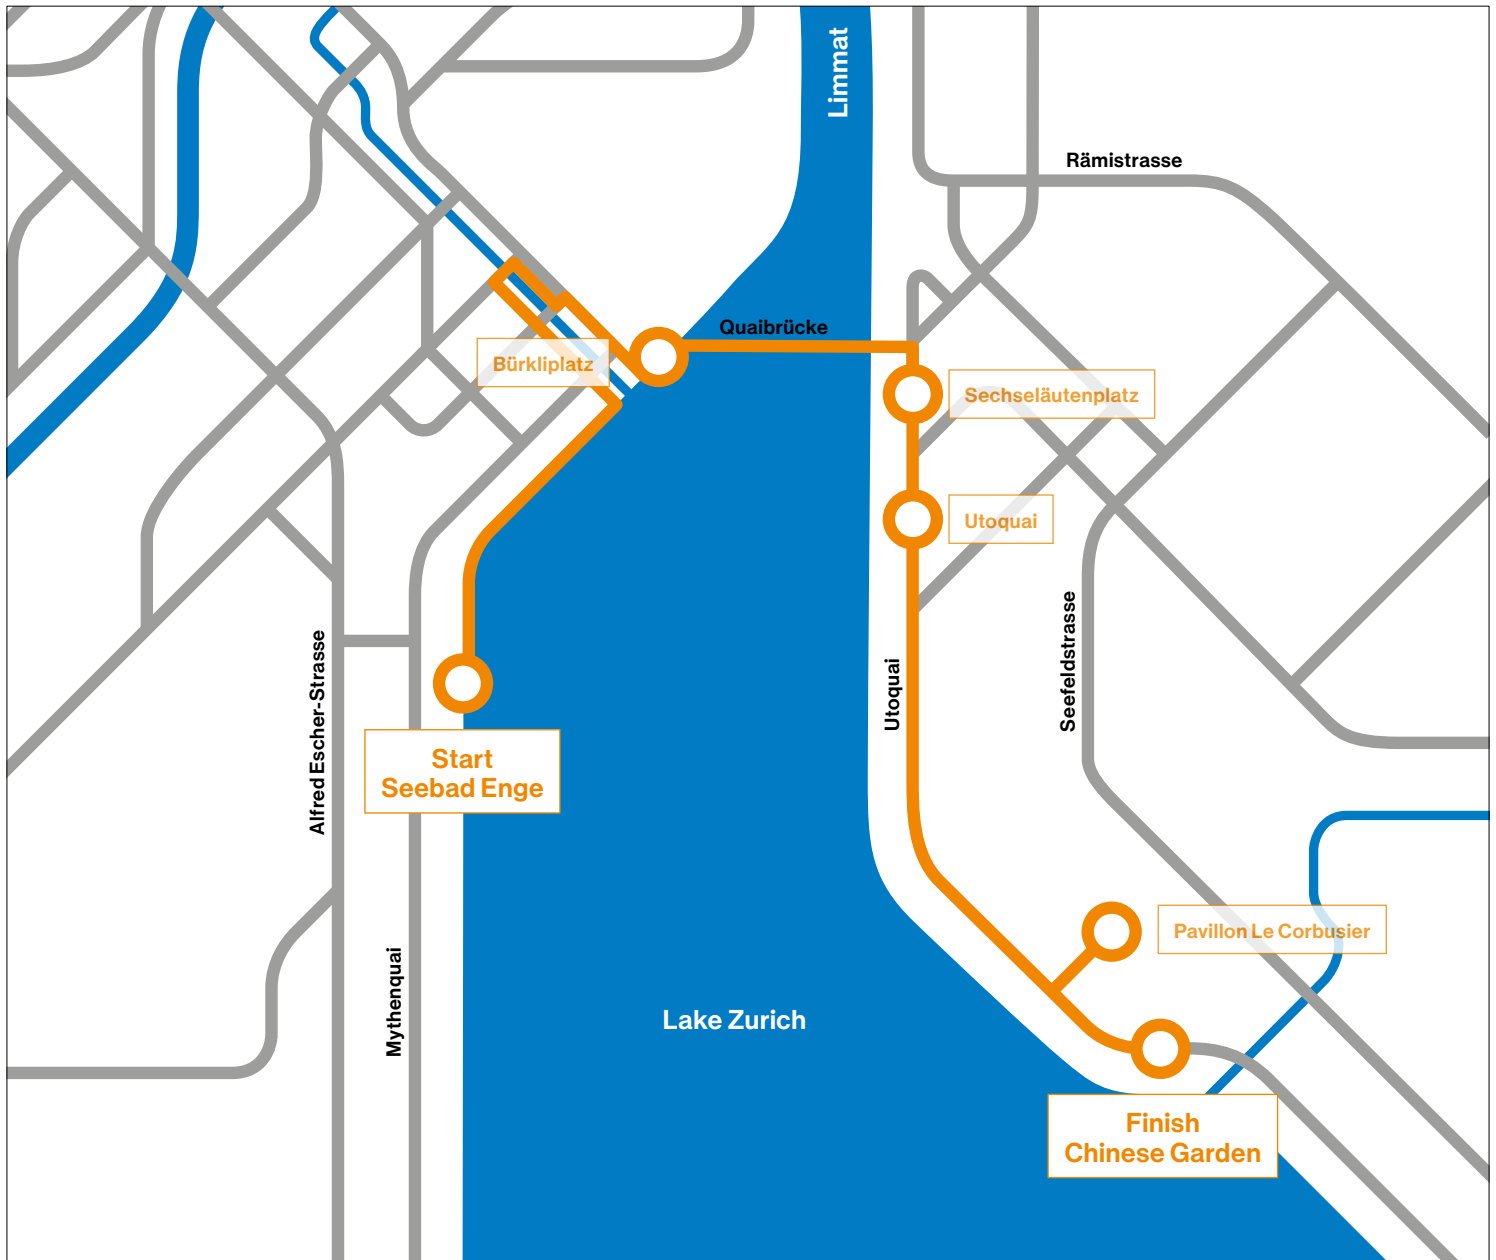 Limmat
Rämistrasse
Quaibrücke
Bürkliplatz
Sechseläutenplatz
Utoquai
Seefeldstrasse
Alfred Escher-Strasse
Utoquai
Start
Seebad Enge
Pavillon Le Corbusier
Mythenquai
Lake Zurich
Finish
Chinese Garden